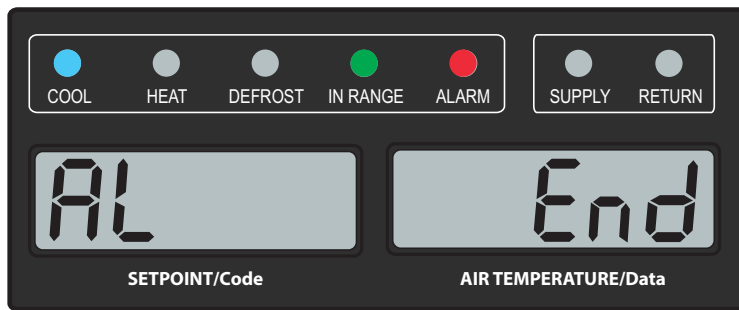 COOL HEAT DEFROST IN RANGE ALARM SUPPLY RETURN
AL End
SETPOINT/Code AIR TEMPERATURE/Data